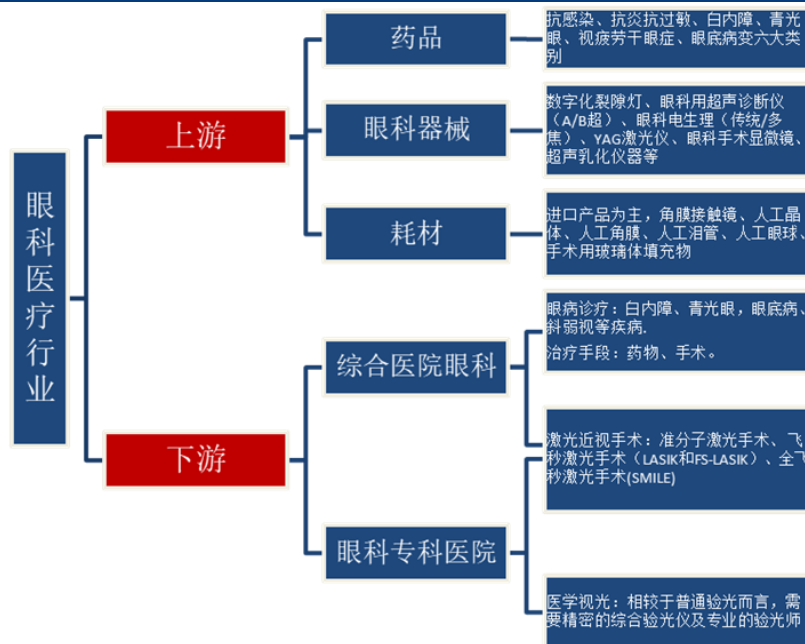 眼科医疗行业
上游
药品
抗感染、抗炎抗过敏、白内障、青光
眼、视疲劳干眼症、眼底病变六大类
别
眼科器械
数字化裂隙灯、眼科用超声诊断仪
（A/B超）、眼科电生理（传统/多
焦）、YAG激光仪、眼科手术显微镜、
超声乳化仪器等
耗材
进口产品为主，角膜接触镜、人工晶
体、人工角膜、人工泪管、人工眼球、
手术用玻璃体填充物
下游
综合医院眼科
眼病诊疗：白内障、青光眼，眼底病、
斜弱视等疾病.
治疗手段：药物、手术。
激光近视手术：准分子激光手术、飞
秒激光手术（LASIK和FS-LASIK）、全飞
秒激光手术(SMILE)
眼科专科医院
医学视光：相较于普通验光而言，需
要精密的综合验光仪及专业的验光师